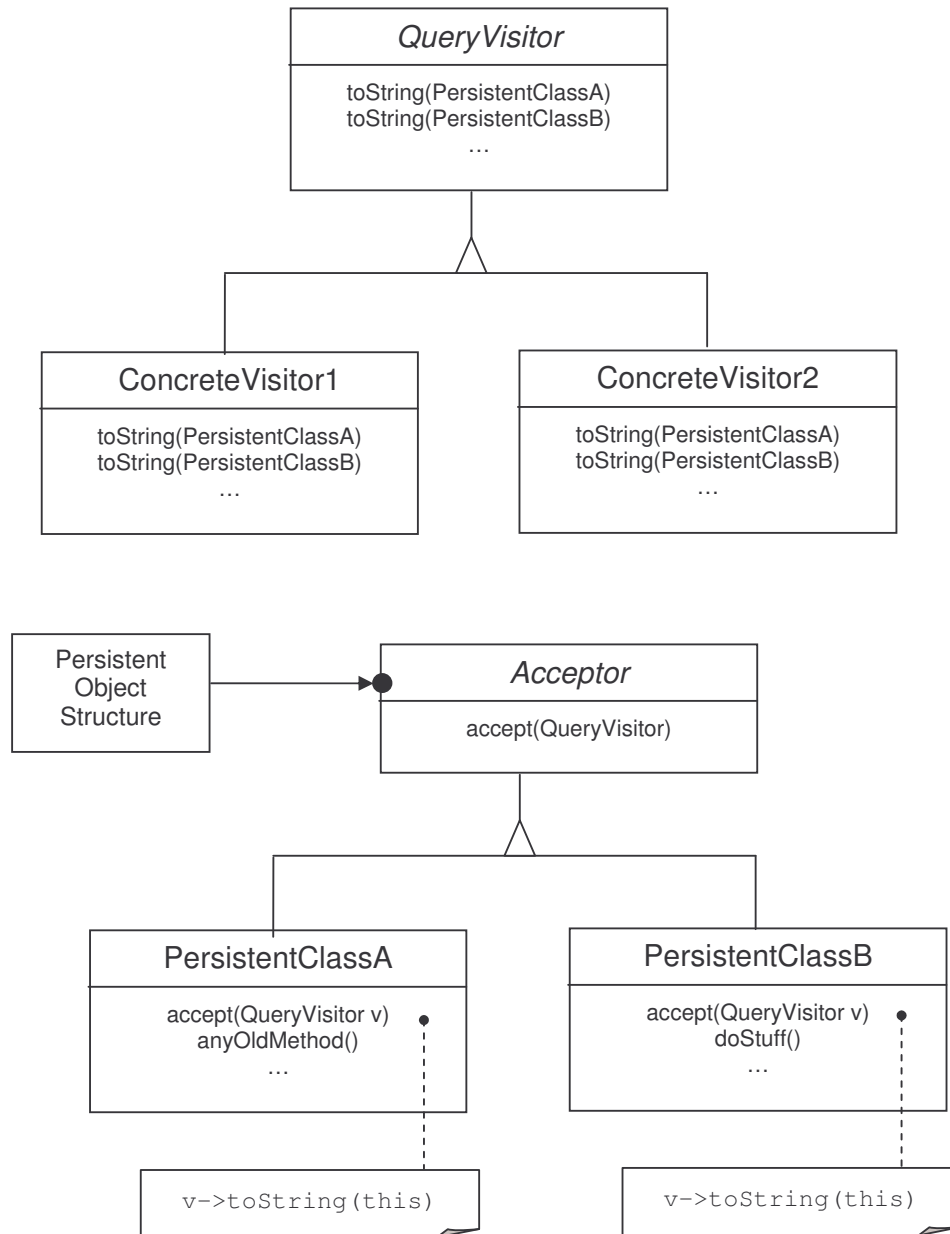 QueryVisitor
toString(PersistentClassA)
toString(PersistentClassB)
…
ConcreteVisitor1
toString(PersistentClassA)
toString(PersistentClassB)
…
ConcreteVisitor2
toString(PersistentClassA)
toString(PersistentClassB)
…
Persistent
Object
Structure
Acceptor
accept(QueryVisitor)
PersistentClassA
accept(QueryVisitor v)
anyOldMethod()
…
PersistentClassB
accept(QueryVisitor v)
doStuff()
…
v->toString(this)
v->toString(this)